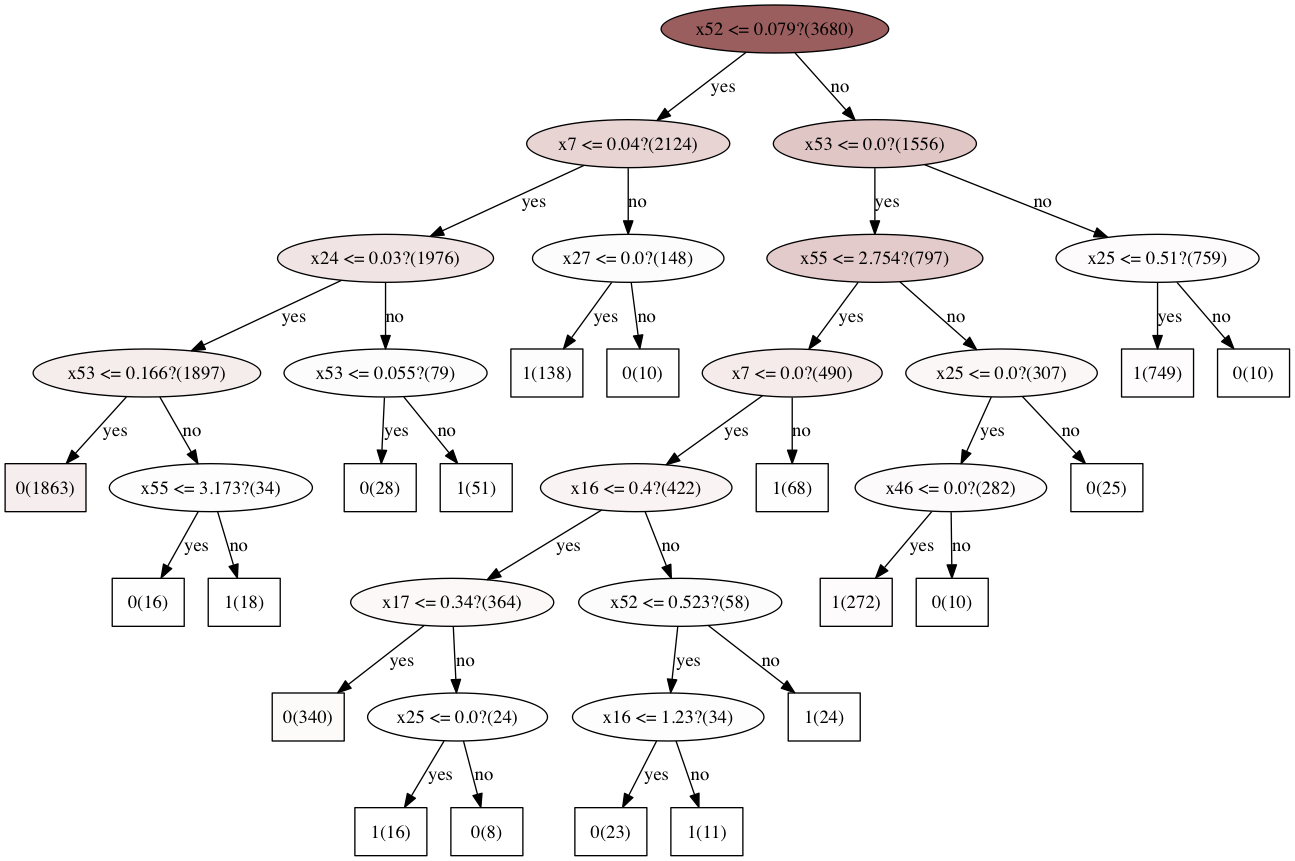 x52 <= 0.079?(3680)
yes no
x7 <= 0.04?(2124) x53 <= 0.0?(1556)
yes no yes no
x24 <= 0.03?(1976) x27 <= 0.0?(148) x55 <= 2.754?(797) x25 <= 0.51?(759)
yes no yes no yes no yes no
x53 <= 0.166?(1897) x53 <= 0.055?(79) 1(138) 0(10) x7 <= 0.0?(490) x25 <= 0.0?(307) 1(749) 0(10)
yes no yes no yes no yes no
0(1863) x55 <= 3.173?(34) 0(28) 1(51) x16 <= 0.4?(422) 1(68) x46 <= 0.0?(282) 0(25)
yes no yes no yes no
0(16) 1(18) x17 <= 0.34?(364) x52 <= 0.523?(58) 1(272) 0(10)
yes no yes no
0(340) x25 <= 0.0?(24) x16 <= 1.23?(34) 1(24)
yes no yes no
1(16) 0(8) 0(23) 1(11)